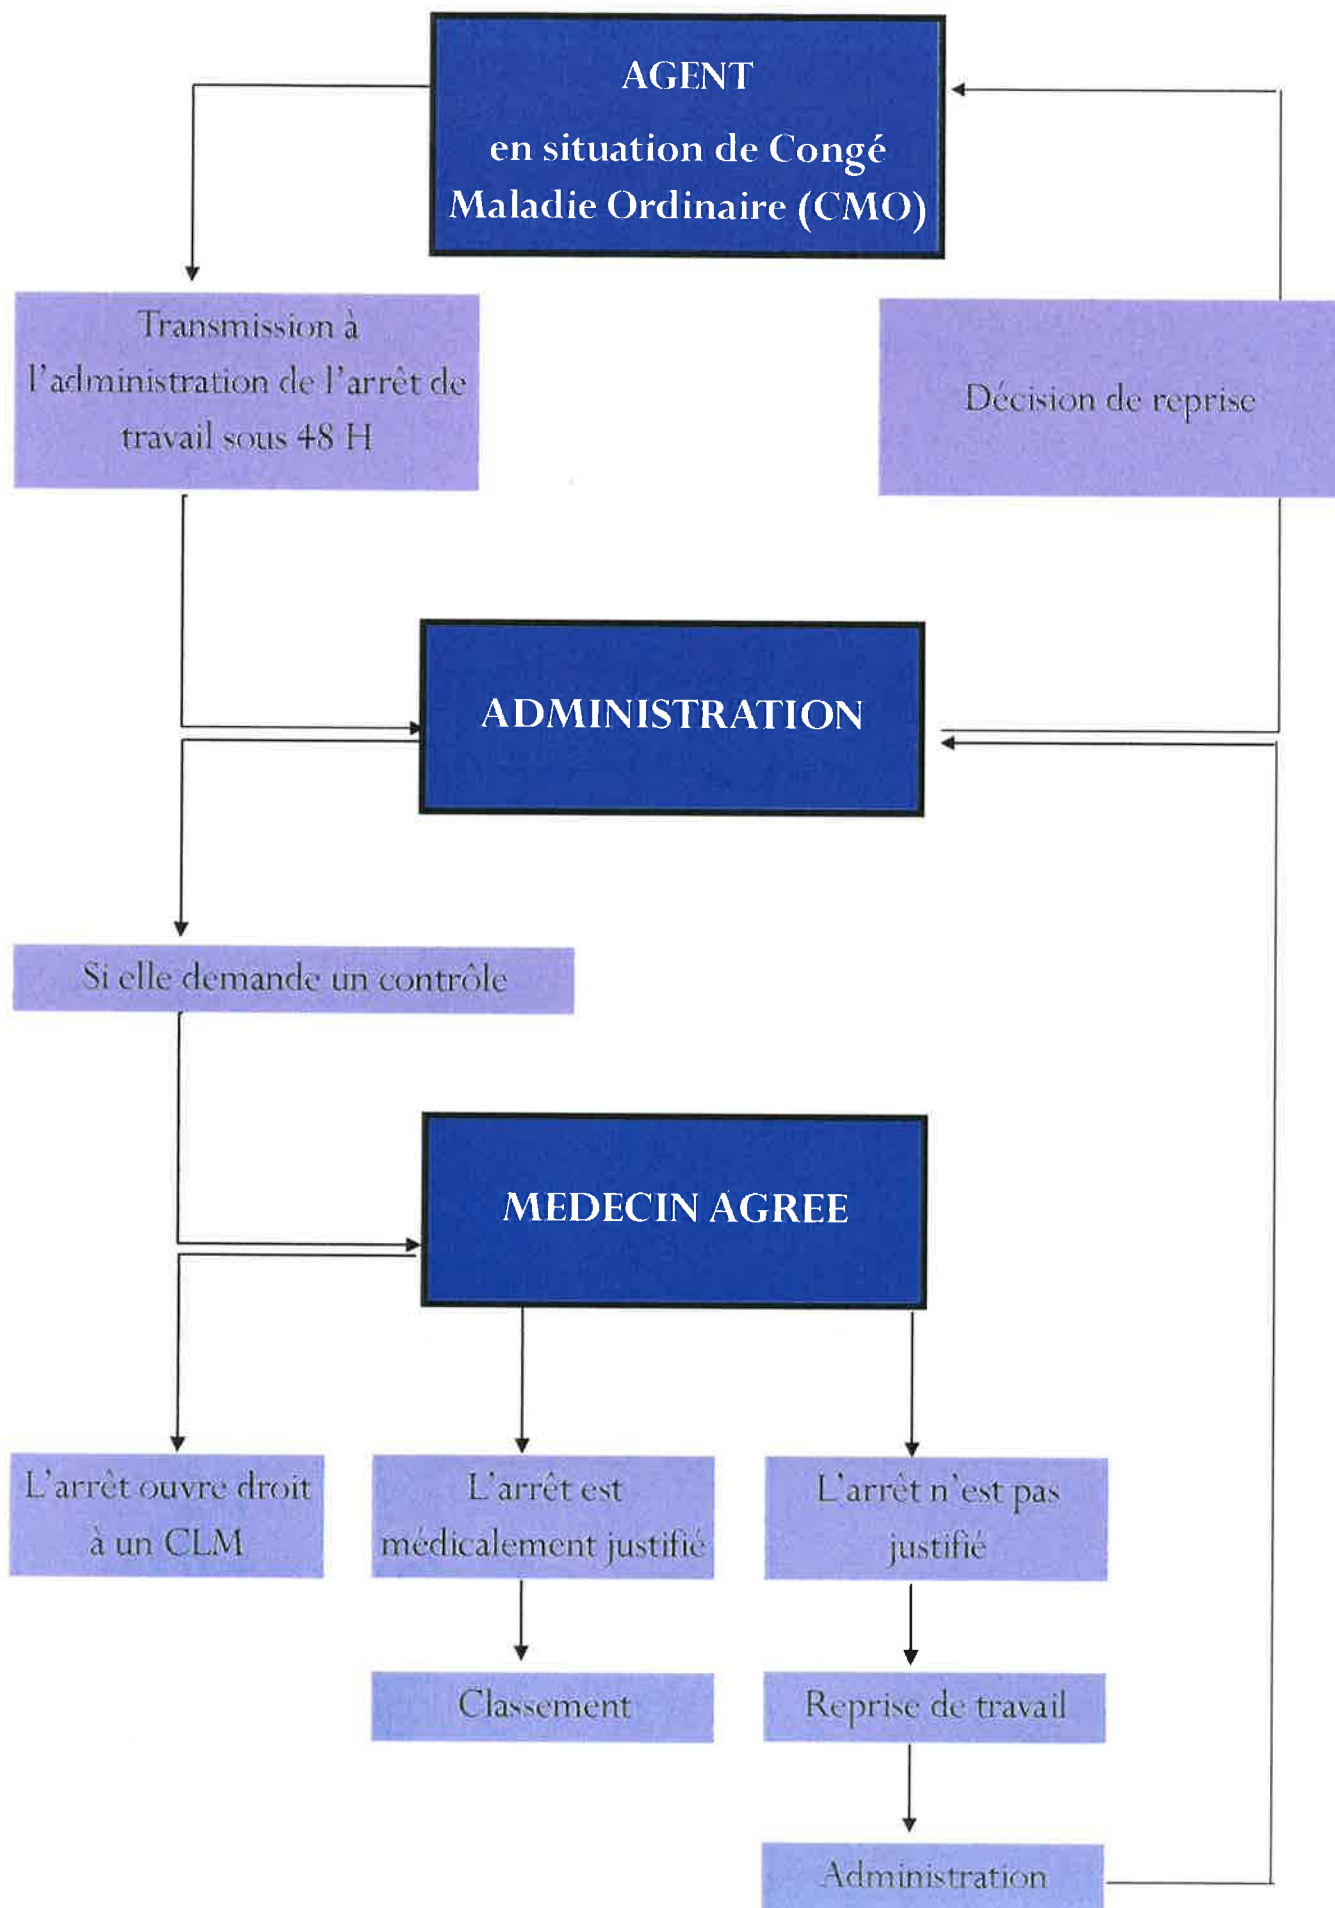 AGENT
en situation de Congé
Maladie Ordinaire (CMO)
Transmission à
l'administration de l'arrêt de
travail sous 48 H
Décision de reprise
ADMINISTRATION
Si elle demande un contrôle
MEDECIN AGREE
L'arrêt ouvre droit
à un CLM
L'arrêt est
médicalement justifié
L'arrêt n'est pas
justifié
Classement
Reprise de travail
Administration